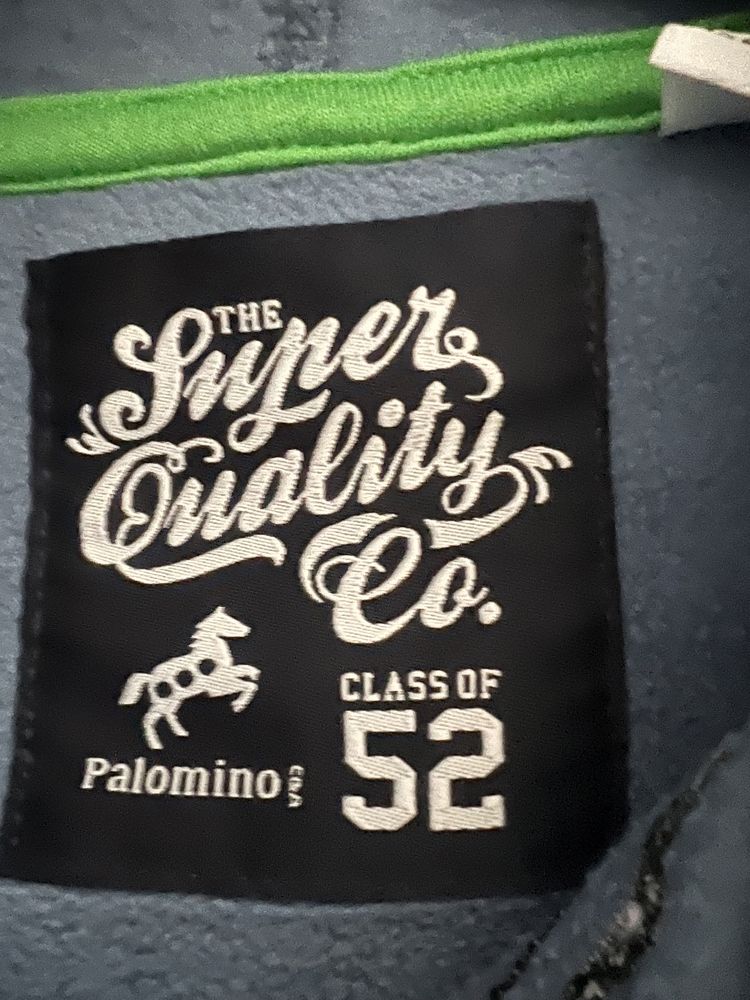 THE
Super
Quality
Co.
CLASS OF
52
Palomino C&A